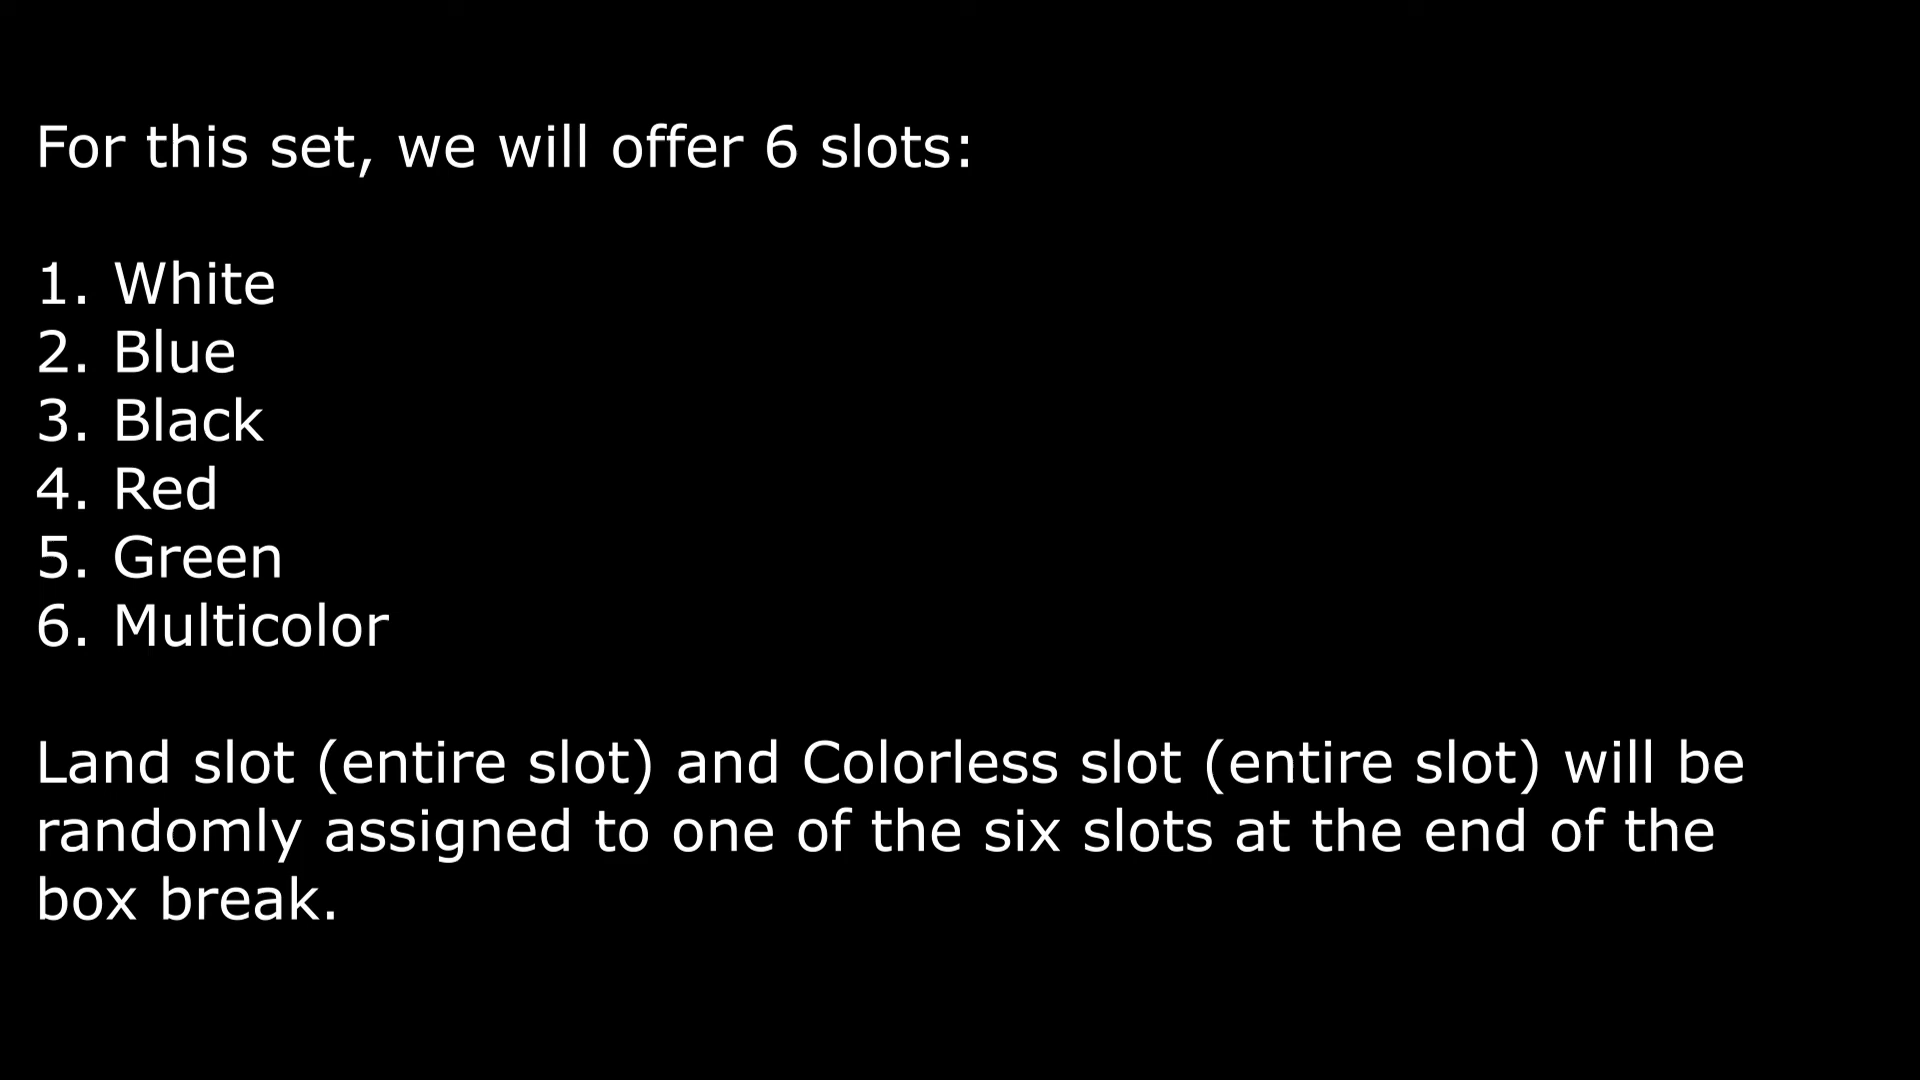 For this set, we will offer 6 slots:
1. White
2. Blue
3. Black
4. Red
5. Green
6. Multicolor
Land slot (entire slot) and Colorless slot (entire slot) will be
randomly assigned to one of the six slots at the end of the
box break.